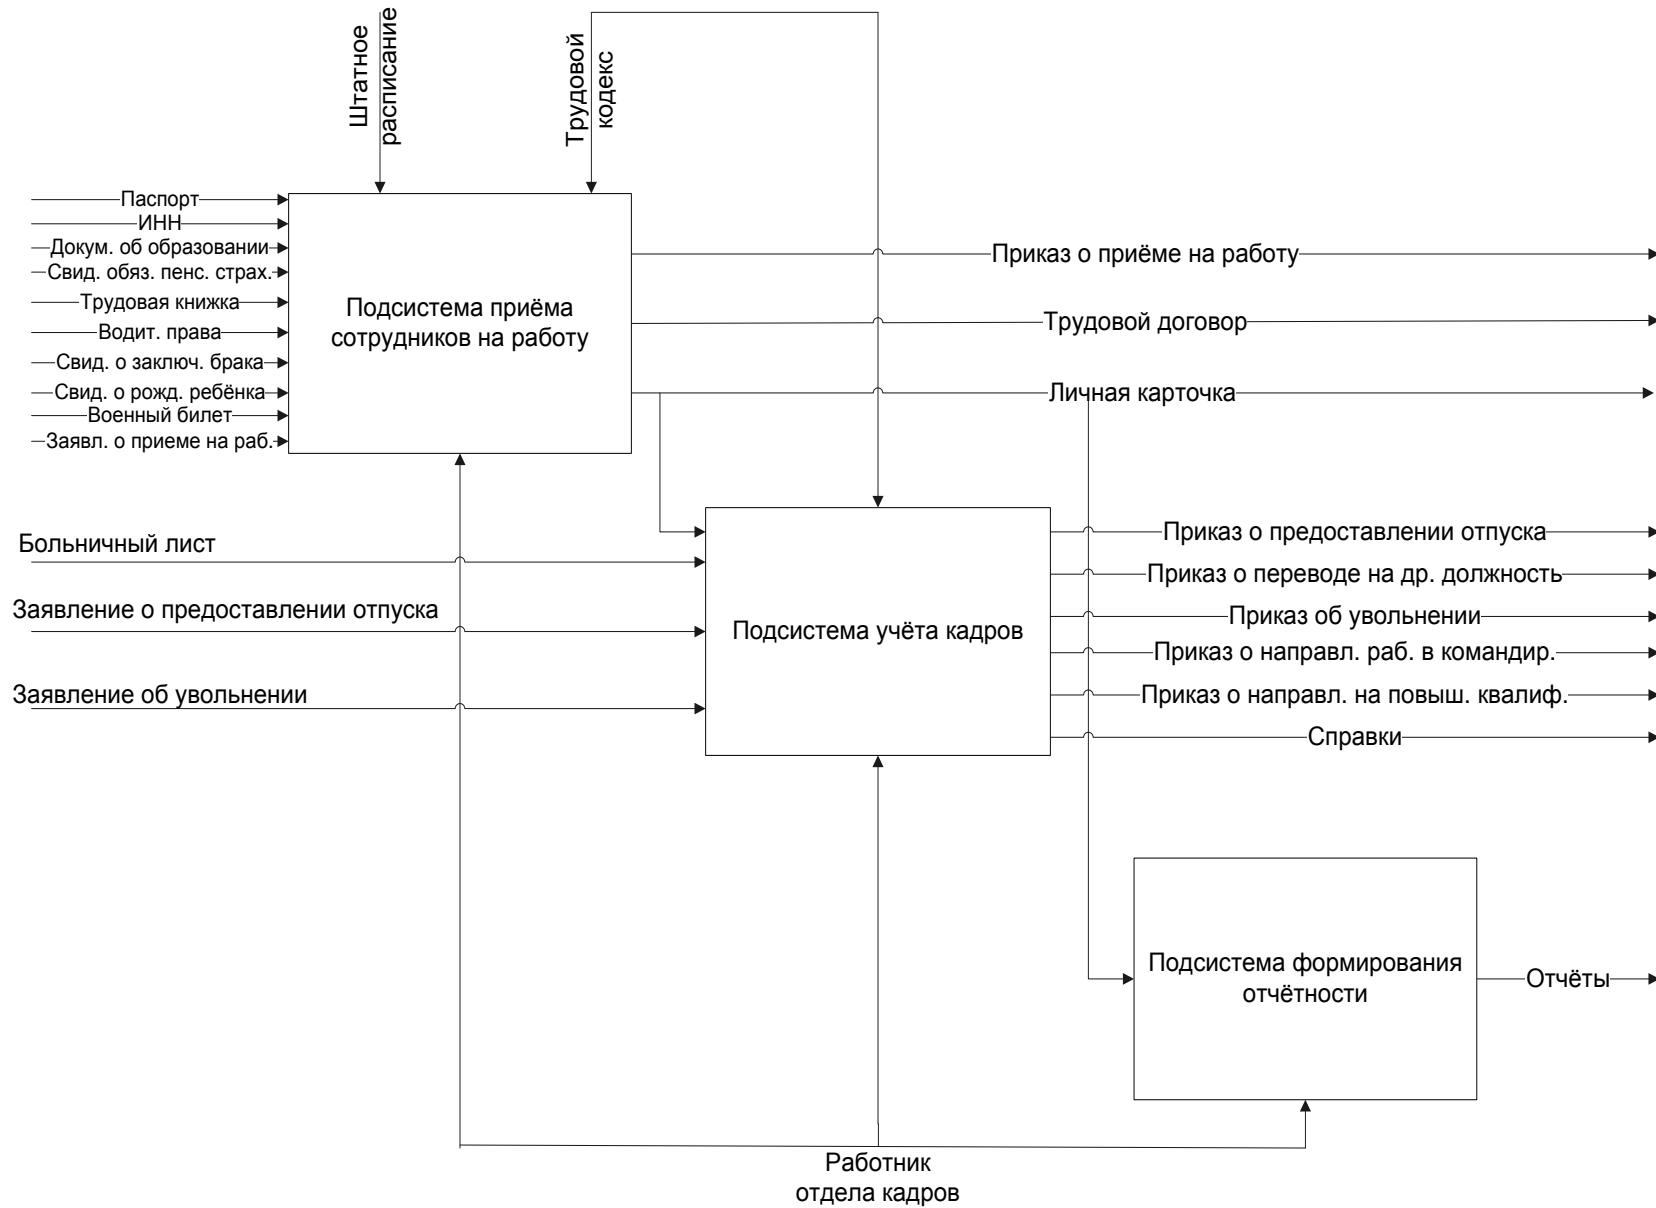 Штатное
расписание
Трудовой
кодекс
Паспорт
ИНН
Докум. об образовании
Свид. обяз. пенс. страх.
Трудовая книжка
Водит. права
Свид. о заключ. брака
Свид. о рожд. ребёнка
Военный билет
Заявл. о приеме на раб.
Подсистема приёма
сотрудников на работу
Приказ о приёме на работу
Трудовой договор
Личная карточка
Больничный лист
Заявление о предоставлении отпуска
Заявление об увольнении
Подсистема учёта кадров
Приказ о предоставлении отпуска
Приказ о переводе на др. должность
Приказ об увольнении
Приказ о направл. раб. в командир.
Приказ о направл. на повыш. квалиф.
Справки
Подсистема формирования
отчётности
Отчёты
Работник
отдела кадров